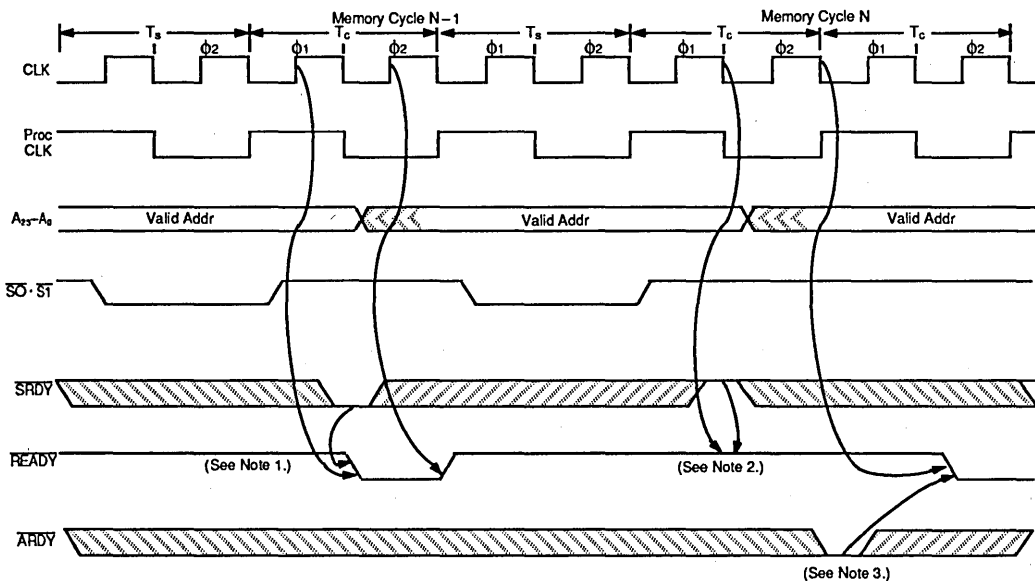 Memory Cycle N–1
Memory Cycle N
Ts Tc Ts Tc Tc
ϕ2 ϕ1 ϕ2 ϕ1 ϕ2 ϕ1 ϕ2 ϕ1 ϕ2
CLK
Proc
CLK
A23–A0 Valid Addr Valid Addr Valid Addr
S0 · S1
SRDY
READY (See Note 1.) (See Note 2.)
ARDY
(See Note 3.)